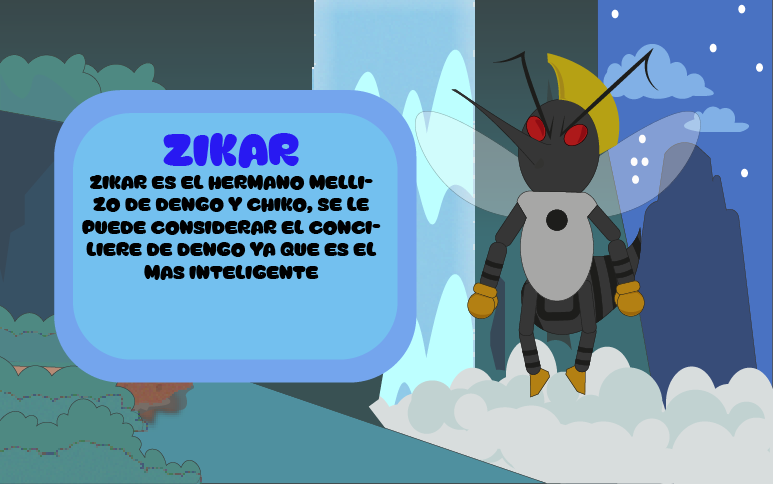 ZIKAR
ZIKAR ES EL HERMANO MELLI-
ZO DE DENGO Y CHIKO, SE LE
PUEDE CONSIDERAR EL CONCI-
LIERE DE DENGO YA QUE ES EL
MAS INTELIGENTE